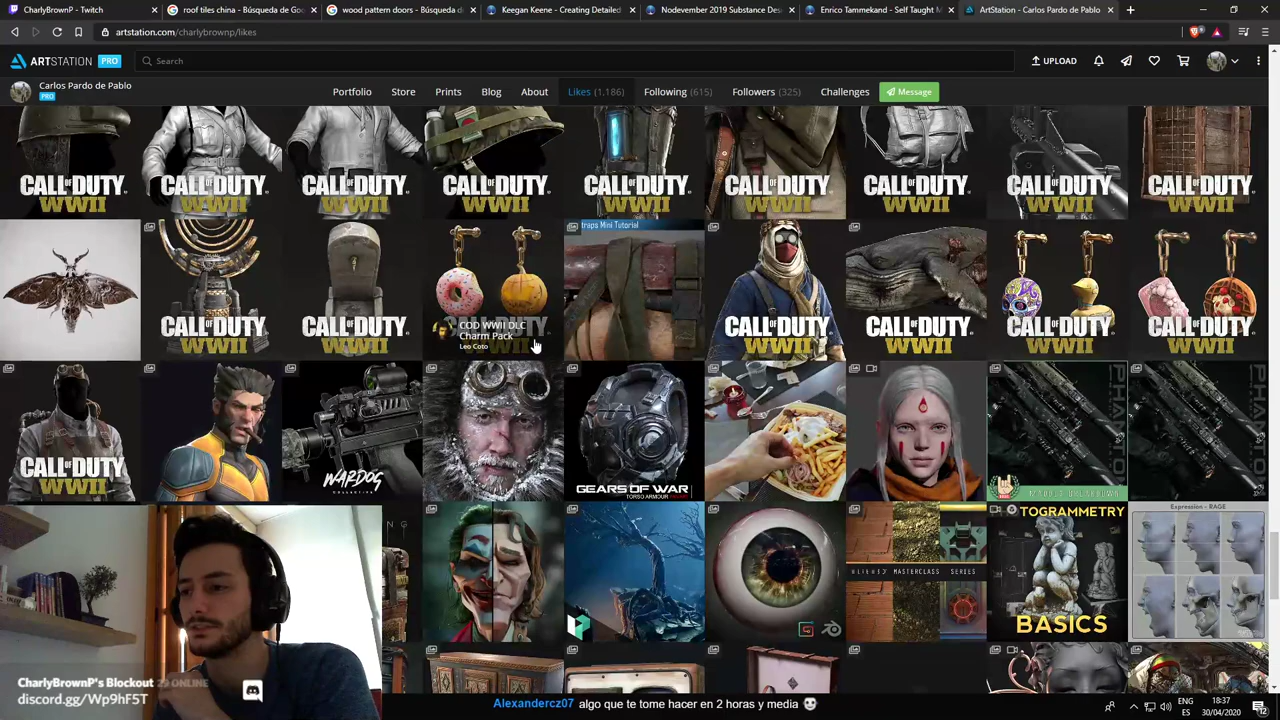 CharlyBrownP - Twitch
roof tiles china - Búsqueda de Goo
wood pattern doors - Búsqueda d
Keegan Keene - Creating Detailed
Nodevember 2019 Substance Des
Enrico Tammekand - Self Taught M
ArtStation - Carlos Pardo de Pablo
artstation.com/charlybrownp/likes
ARTSTATION PRO
Search
UPLOAD
Carlos Pardo de Pablo
PRO
Portfolio
Store
Prints
Blog
About
Likes (1.186)
Following (615)
Followers (325)
Challenges
Message
CALL OF DUTY WWII
CALL OF DUTY WWII
CALL OF DUTY WWII
CALL OF DUTY WWII
CALL OF DUTY WWII
CALL OF DUTY WWII
CALL OF DUTY WWII
CALL OF DUTY WWII
CALL OF DUTY WWII
CALL OF DUTY WWII
CALL OF DUTY WWII
COD WWII DLC
Charm Pack
Leo Coto
traps Mini Tutorial
CALL OF DUTY WWII
CALL OF DUTY WWII
CALL OF DUTY WWII
CALL OF DUTY WWII
WARDOG
COLLECTIVE
GEARS OF WAR
TORSO ARMOUR
MASTERCLASS SERIES
TOGRAMMETRY
BASICS
Expression - RAGE
CharlyBrownP's Blockout 29 ONLINE
discord.gg/Wp9hF5T
Alexandercz07 algo que te tome hacer en 2 horas y media
ENG
ES
18:37
30/04/2020